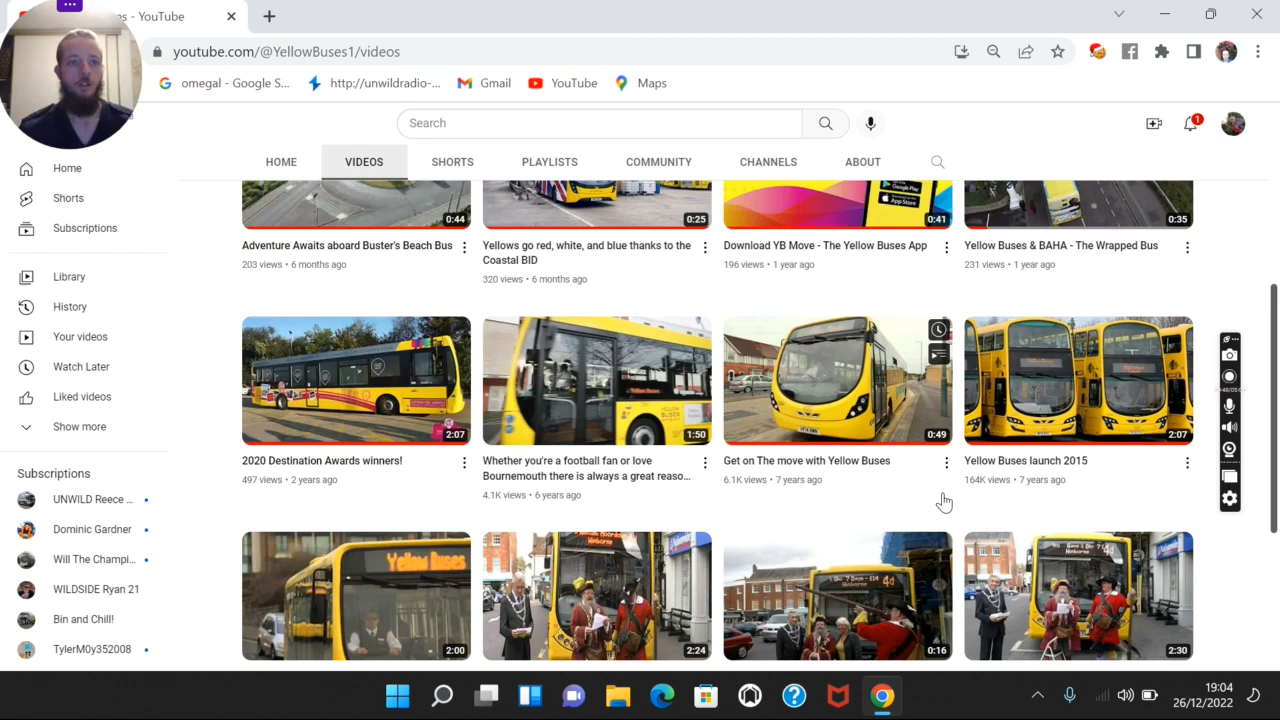 s - YouTube
youtube.com/@YellowBuses1/videos
omegal - Google S...
http://unwildradio-...
Gmail
YouTube
Maps
Search
1
HOME
VIDEOS
SHORTS
PLAYLISTS
COMMUNITY
CHANNELS
ABOUT
Home
Shorts
Subscriptions
Library
History
Your videos
Watch Later
Liked videos
Show more
Subscriptions
UNWILD Reece ...
Dominic Gardner
Will The Champi...
WILDSIDE Ryan 21
Bin and Chill!
TylerM0y352008
0:44
0:25
Google Play
App Store
0:41
0:35
Adventure Awaits aboard Buster's Beach Bus
203 views • 6 months ago
Yellows go red, white, and blue thanks to the
Coastal BID
320 views • 6 months ago
Download YB Move - The Yellow Buses App
196 views • 1 year ago
Yellow Buses & BAHA - The Wrapped Bus
231 views • 1 year ago
2:07
1:50
0:49
2:07
2020 Destination Awards winners!
497 views • 2 years ago
Whether you're a football fan or love
Bournemouth there is always a great reaso...
4.1K views • 6 years ago
Get on The move with Yellow Buses
6.1K views • 7 years ago
Yellow Buses launch 2015
164K views • 7 years ago
Yellow Buses
2:00
2:24
4d
0:16
4d
Wimborne
2:30
19:04
26/12/2022